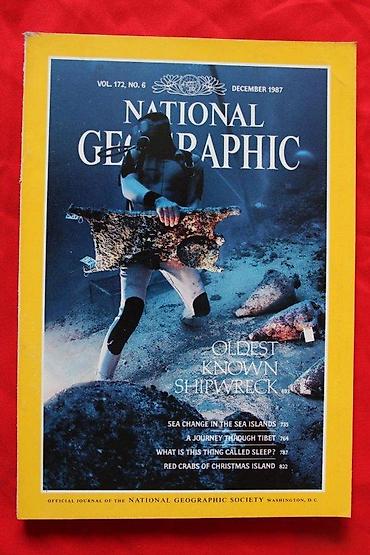 VOL. 172, NO. 6 DECEMBER 1987
NATIONAL
GEOGRAPHIC
OLDEST
KNOWN
SHIPWRECK 693
SEA CHANGE IN THE SEA ISLANDS 735
A JOURNEY THROUGH TIBET 764
WHAT IS THIS THING CALLED SLEEP? 787
RED CRABS OF CHRISTMAS ISLAND 822
OFFICIAL JOURNAL OF THE NATIONAL GEOGRAPHIC SOCIETY WASHINGTON, D.C.